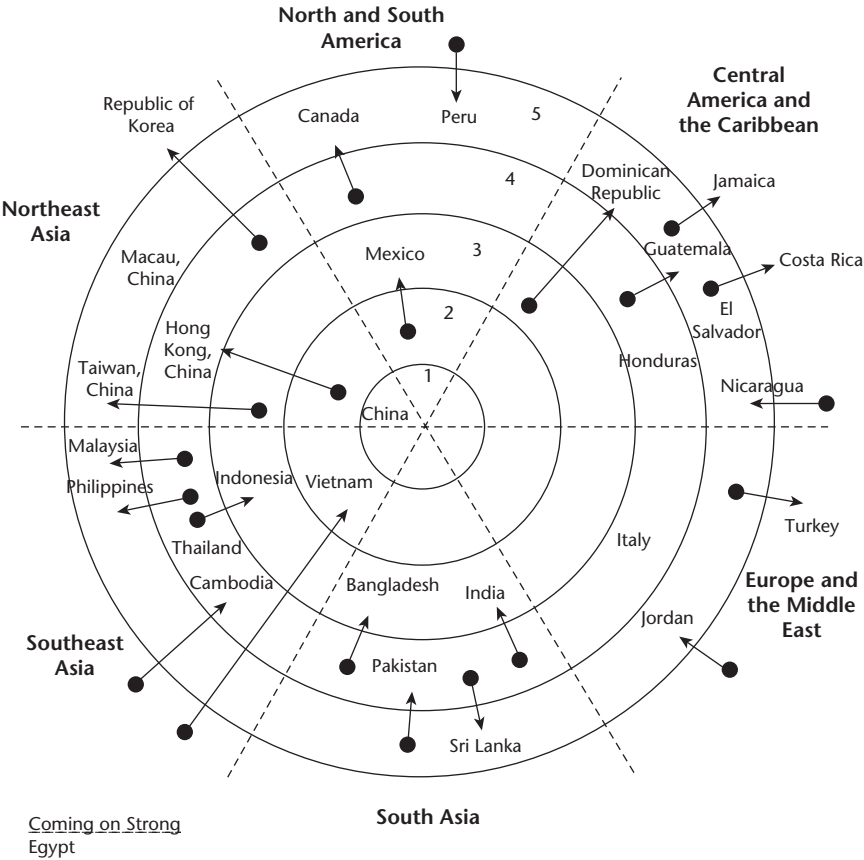 North and South
America
Central
America and
the Caribbean
Republic of
Korea
Canada
Peru
5
Dominican
Republic
4
Jamaica
Northeast
Asia
Macau,
China
Mexico
3
Guatemala
Costa Rica
El
Salvador
2
Hong
Kong,
China
Honduras
Taiwan,
China
1
China
Nicaragua
Malaysia
Philippines
Indonesia
Vietnam
Thailand
Cambodia
Italy
Turkey
Bangladesh
India
Europe and
the Middle
East
Jordan
Southeast
Asia
Pakistan
Sri Lanka
South Asia
Coming on Strong
Egypt